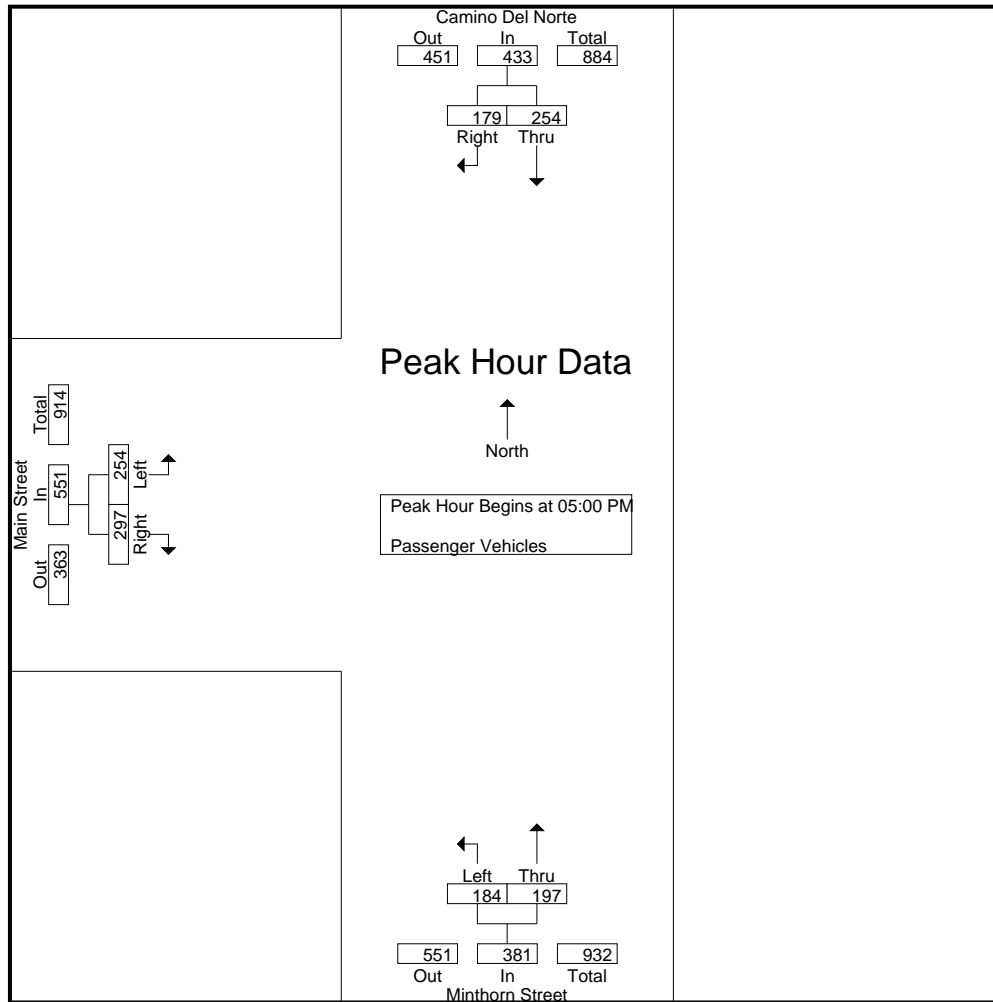 Camino Del Norte
Out In Total
451 433 884
179 254
Right Thru
Peak Hour Data
North
Peak Hour Begins at 05:00 PM
Passenger Vehicles
Main Street
Out In Total
363 551 914
Right Left
297 254
Left Thru
184 197
551 381 932
Out In Total
Minthorn Street